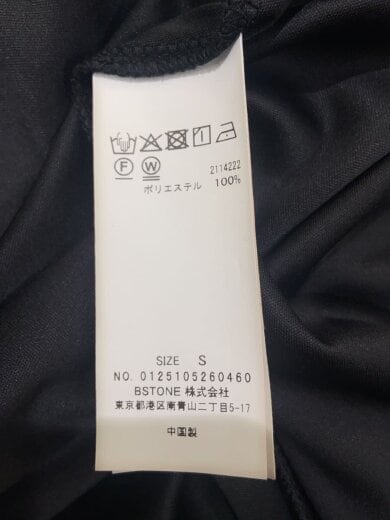 F W 2114222
ポリエステル 100%
SIZE S
NO. 0125105260460
BSTONE 株式会社
東京都港区南青山二丁目5-17
中国製